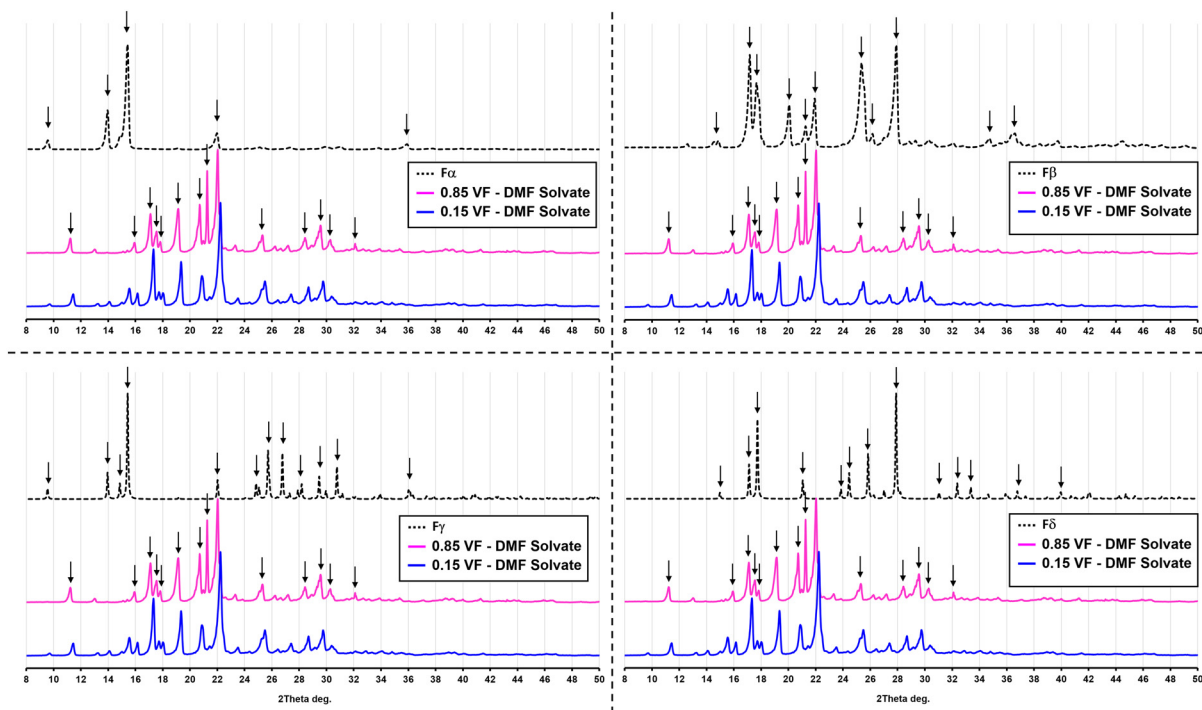 Fα
0.85 VF - DMF Solvate
0.15 VF - DMF Solvate
8 10 12 14 16 18 20 22 24 26 28 30 32 34 36 38 40 42 44 46 48 50
Fβ
0.85 VF - DMF Solvate
0.15 VF - DMF Solvate
8 10 12 14 16 18 20 22 24 26 28 30 32 34 36 38 40 42 44 46 48 50
Fγ
0.85 VF - DMF Solvate
0.15 VF - DMF Solvate
8 10 12 14 16 18 20 22 24 26 28 30 32 34 36 38 40 42 44 46 48 50
2Theta deg.
Fδ
0.85 VF - DMF Solvate
0.15 VF - DMF Solvate
8 10 12 14 16 18 20 22 24 26 28 30 32 34 36 38 40 42 44 46 48 50
2Theta deg.